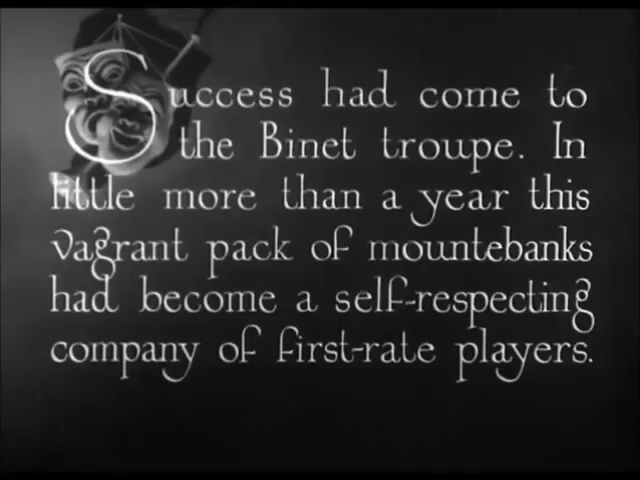 Success had come to
the Binet troupe. In
little more than a year this
vagrant pack of mountebanks
had become a self-respecting
company of first-rate players.